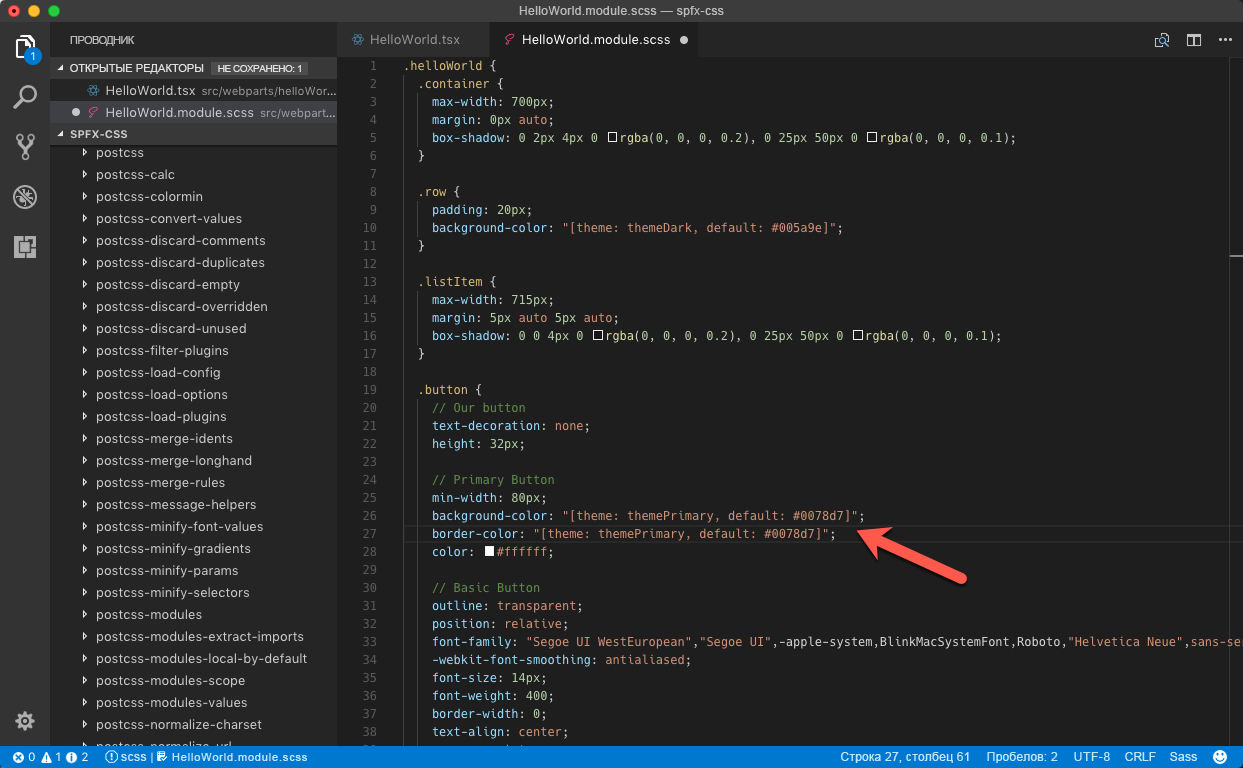 HelloWorld.module.scss — spfx-css
ПРОВОДНИК
HelloWorld.tsx
HelloWorld.module.scss
ОТКРЫТЫЕ РЕДАКТОРЫ НЕ СОХРАНЕНО: 1
HelloWorld.tsx src/webparts/helloWor...
HelloWorld.module.scss src/webpart...
SPFX-CSS
postcss
postcss-calc
postcss-colormin
postcss-convert-values
postcss-discard-comments
postcss-discard-duplicates
postcss-discard-empty
postcss-discard-overridden
postcss-discard-unused
postcss-filter-plugins
postcss-load-config
postcss-load-options
postcss-load-plugins
postcss-merge-idents
postcss-merge-longhand
postcss-merge-rules
postcss-message-helpers
postcss-minify-font-values
postcss-minify-gradients
postcss-minify-params
postcss-minify-selectors
postcss-modules
postcss-modules-extract-imports
postcss-modules-local-by-default
postcss-modules-scope
postcss-modules-values
postcss-normalize-charset
1
1 .helloWorld {
2 .container {
3 max-width: 700px;
4 margin: 0px auto;
5 box-shadow: 0 2px 4px 0 rgba(0, 0, 0, 0.2), 0 25px 50px 0 rgba(0, 0, 0, 0.1);
6 }
7
8 .row {
9 padding: 20px;
10 background-color: "[theme: themeDark, default: #005a9e]";
11 }
12
13 .listItem {
14 max-width: 715px;
15 margin: 5px auto 5px auto;
16 box-shadow: 0 0 4px 0 rgba(0, 0, 0, 0.2), 0 25px 50px 0 rgba(0, 0, 0, 0.1);
17 }
18
19 .button {
20 // Our button
21 text-decoration: none;
22 height: 32px;
23
24 // Primary Button
25 min-width: 80px;
26 background-color: "[theme: themePrimary, default: #0078d7]";
27 border-color: "[theme: themePrimary, default: #0078d7]";
28 color: #ffffff;
29
30 // Basic Button
31 outline: transparent;
32 position: relative;
33 font-family: "Segoe UI WestEuropean","Segoe UI",-apple-system,BlinkMacSystemFont,Roboto,"Helvetica Neue",sans-se
34 -webkit-font-smoothing: antialiased;
35 font-size: 14px;
36 font-weight: 400;
37 border-width: 0;
38 text-align: center;
0 1 2 scss | HelloWorld.module.scss
Строка 27, столбец 61 Пробелов: 2 UTF-8 CRLF Sass